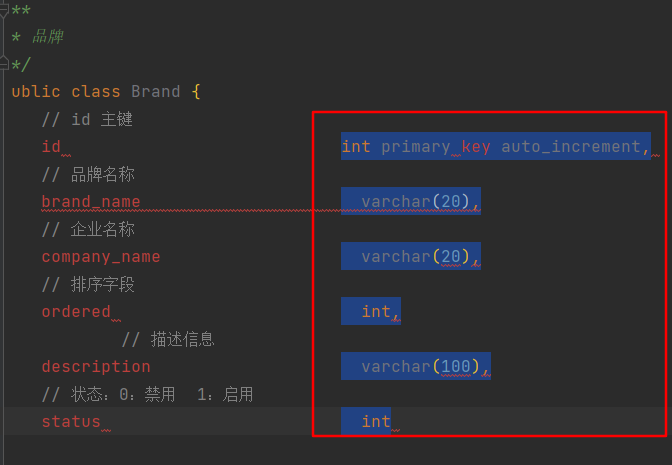 **
* 品牌
*/
ublic class Brand {
// id 主键
id int primary key auto_increment,
// 品牌名称
brand_name varchar(20),
// 企业名称
company_name varchar(20),
// 排序字段
ordered int,
// 描述信息
description varchar(100),
// 状态：0：禁用 1：启用
status int